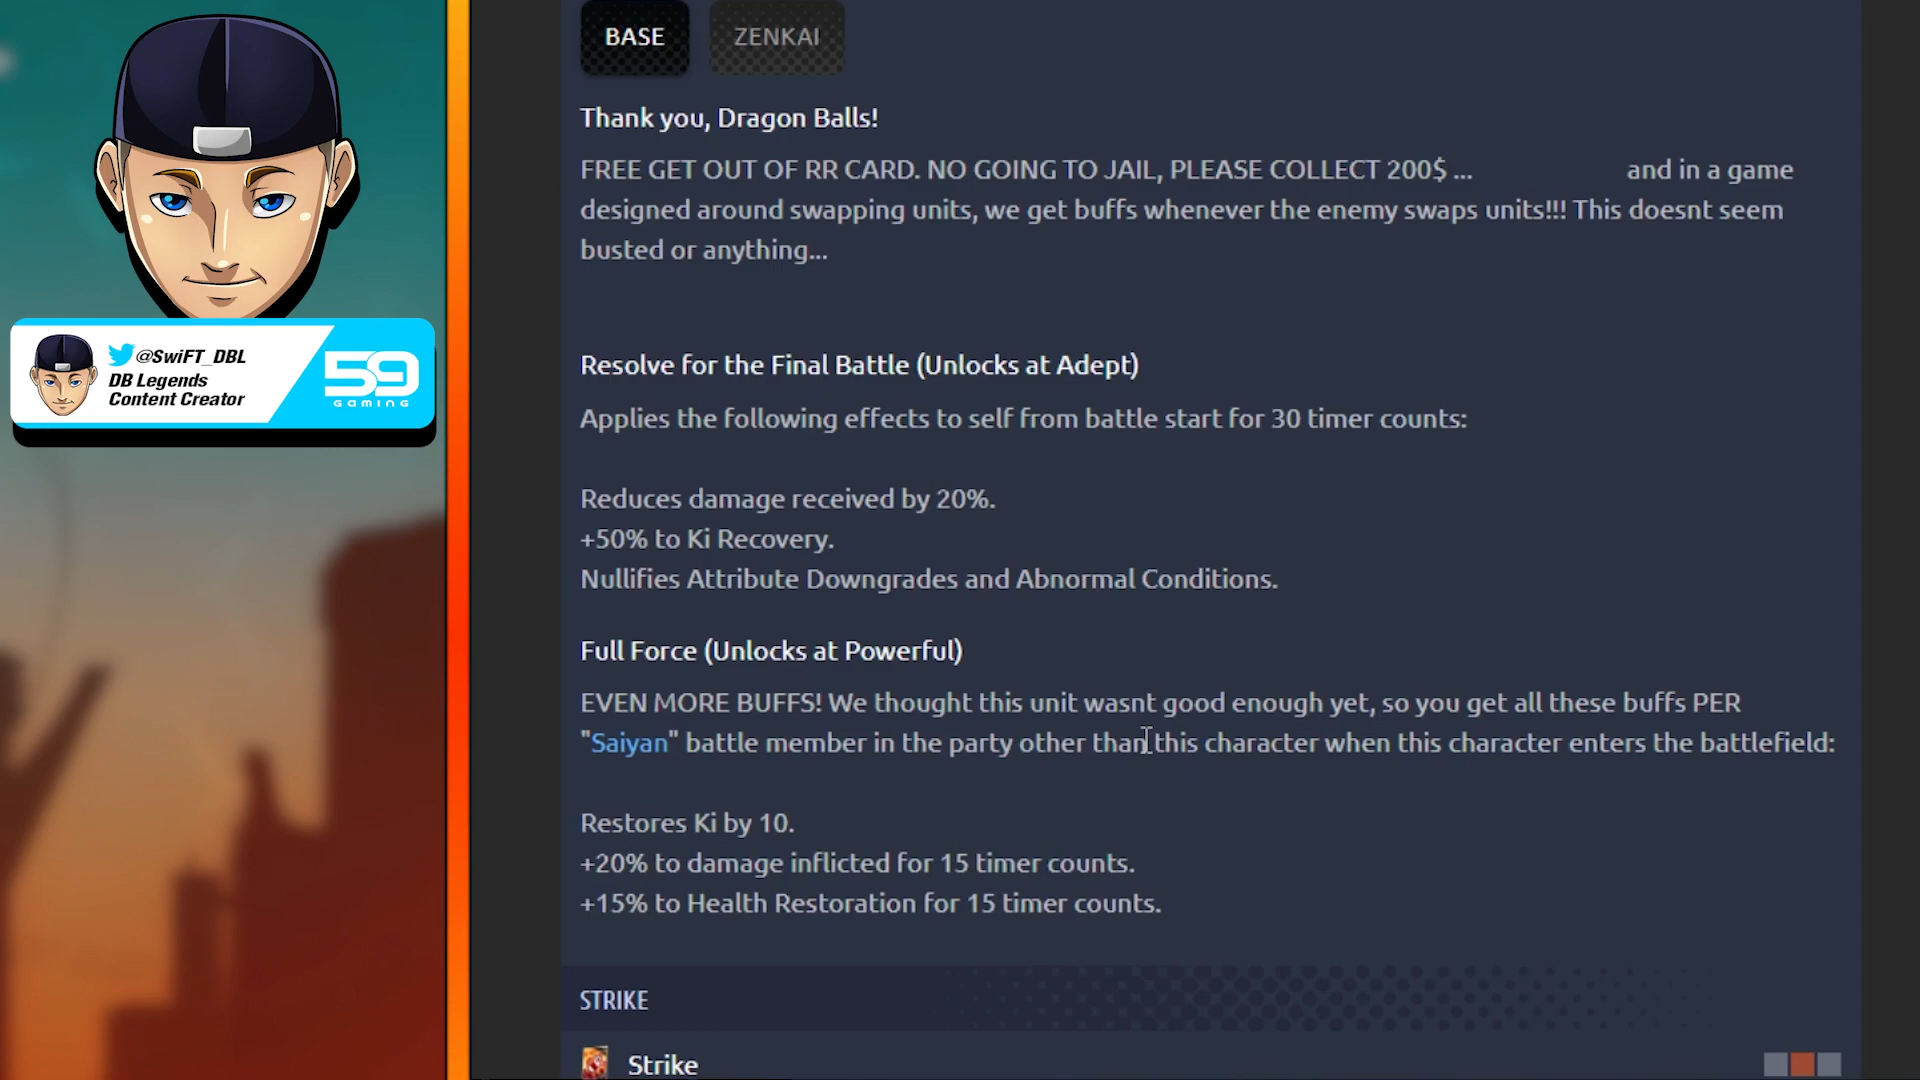 BASE
ZENKAI
Thank you, Dragon Balls!
FREE GET OUT OF RR CARD. NO GOING TO JAIL, PLEASE COLLECT 200$ ... and in a game
designed around swapping units, we get buffs whenever the enemy swaps units!!! This doesnt seem
busted or anything...
@SwiFT_DBL
DB Legends
Content Creator
59
GAMING
Resolve for the Final Battle (Unlocks at Adept)
Applies the following effects to self from battle start for 30 timer counts:
Reduces damage received by 20%.
+50% to Ki Recovery.
Nullifies Attribute Downgrades and Abnormal Conditions.
Full Force (Unlocks at Powerful)
EVEN MORE BUFFS! We thought this unit wasnt good enough yet, so you get all these buffs PER
"Saiyan" battle member in the party other than this character when this character enters the battlefield:
Restores Ki by 10.
+20% to damage inflicted for 15 timer counts.
+15% to Health Restoration for 15 timer counts.
STRIKE
Strike